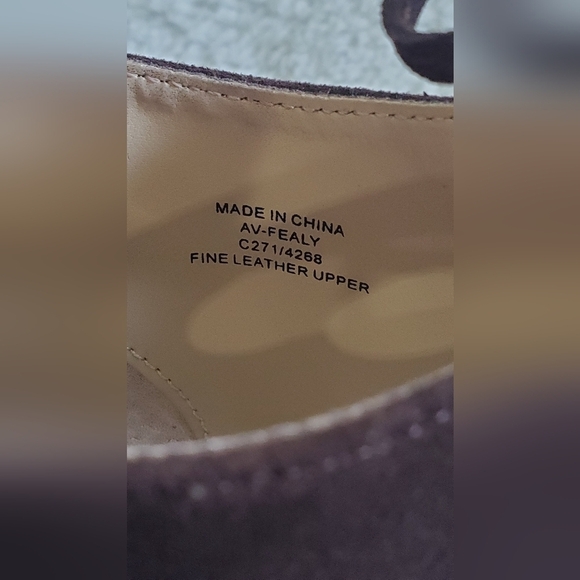 MADE IN CHINA
AV-FEALY
C271/4268
FINE LEATHER UPPER